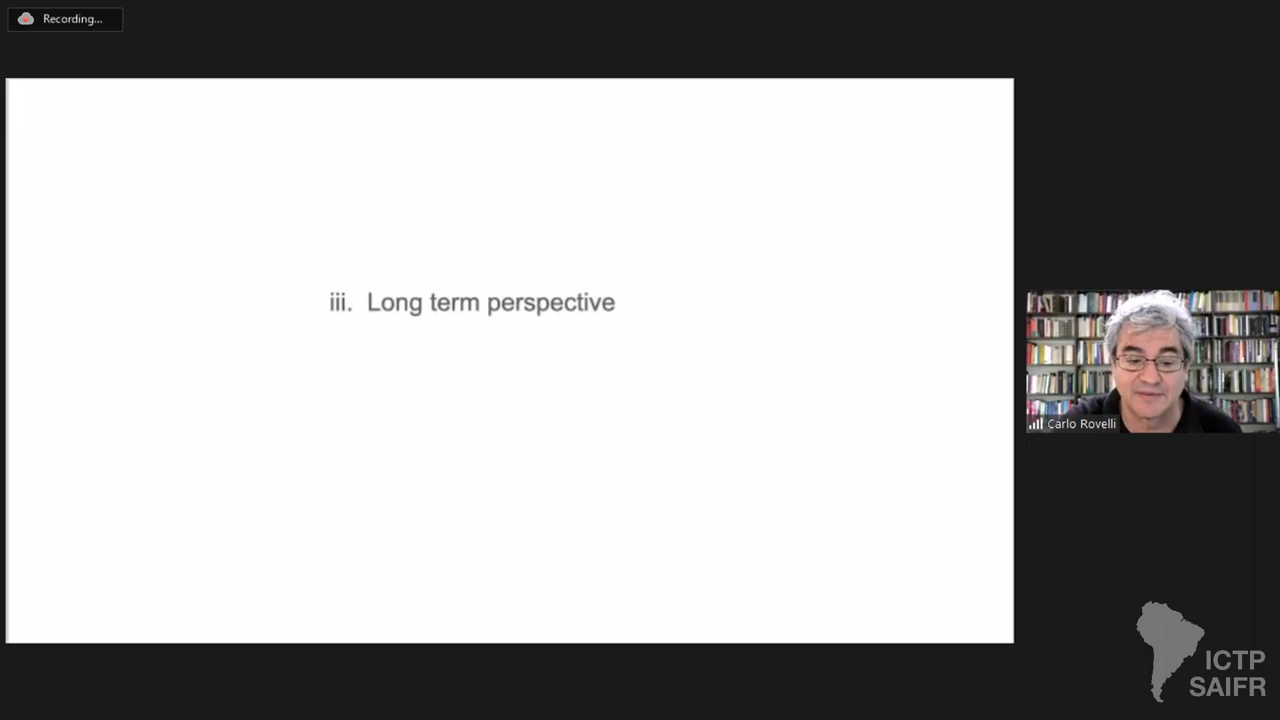 Recording...
iii. Long term perspective
Carlo Rovelli
ICTP
SAIFR